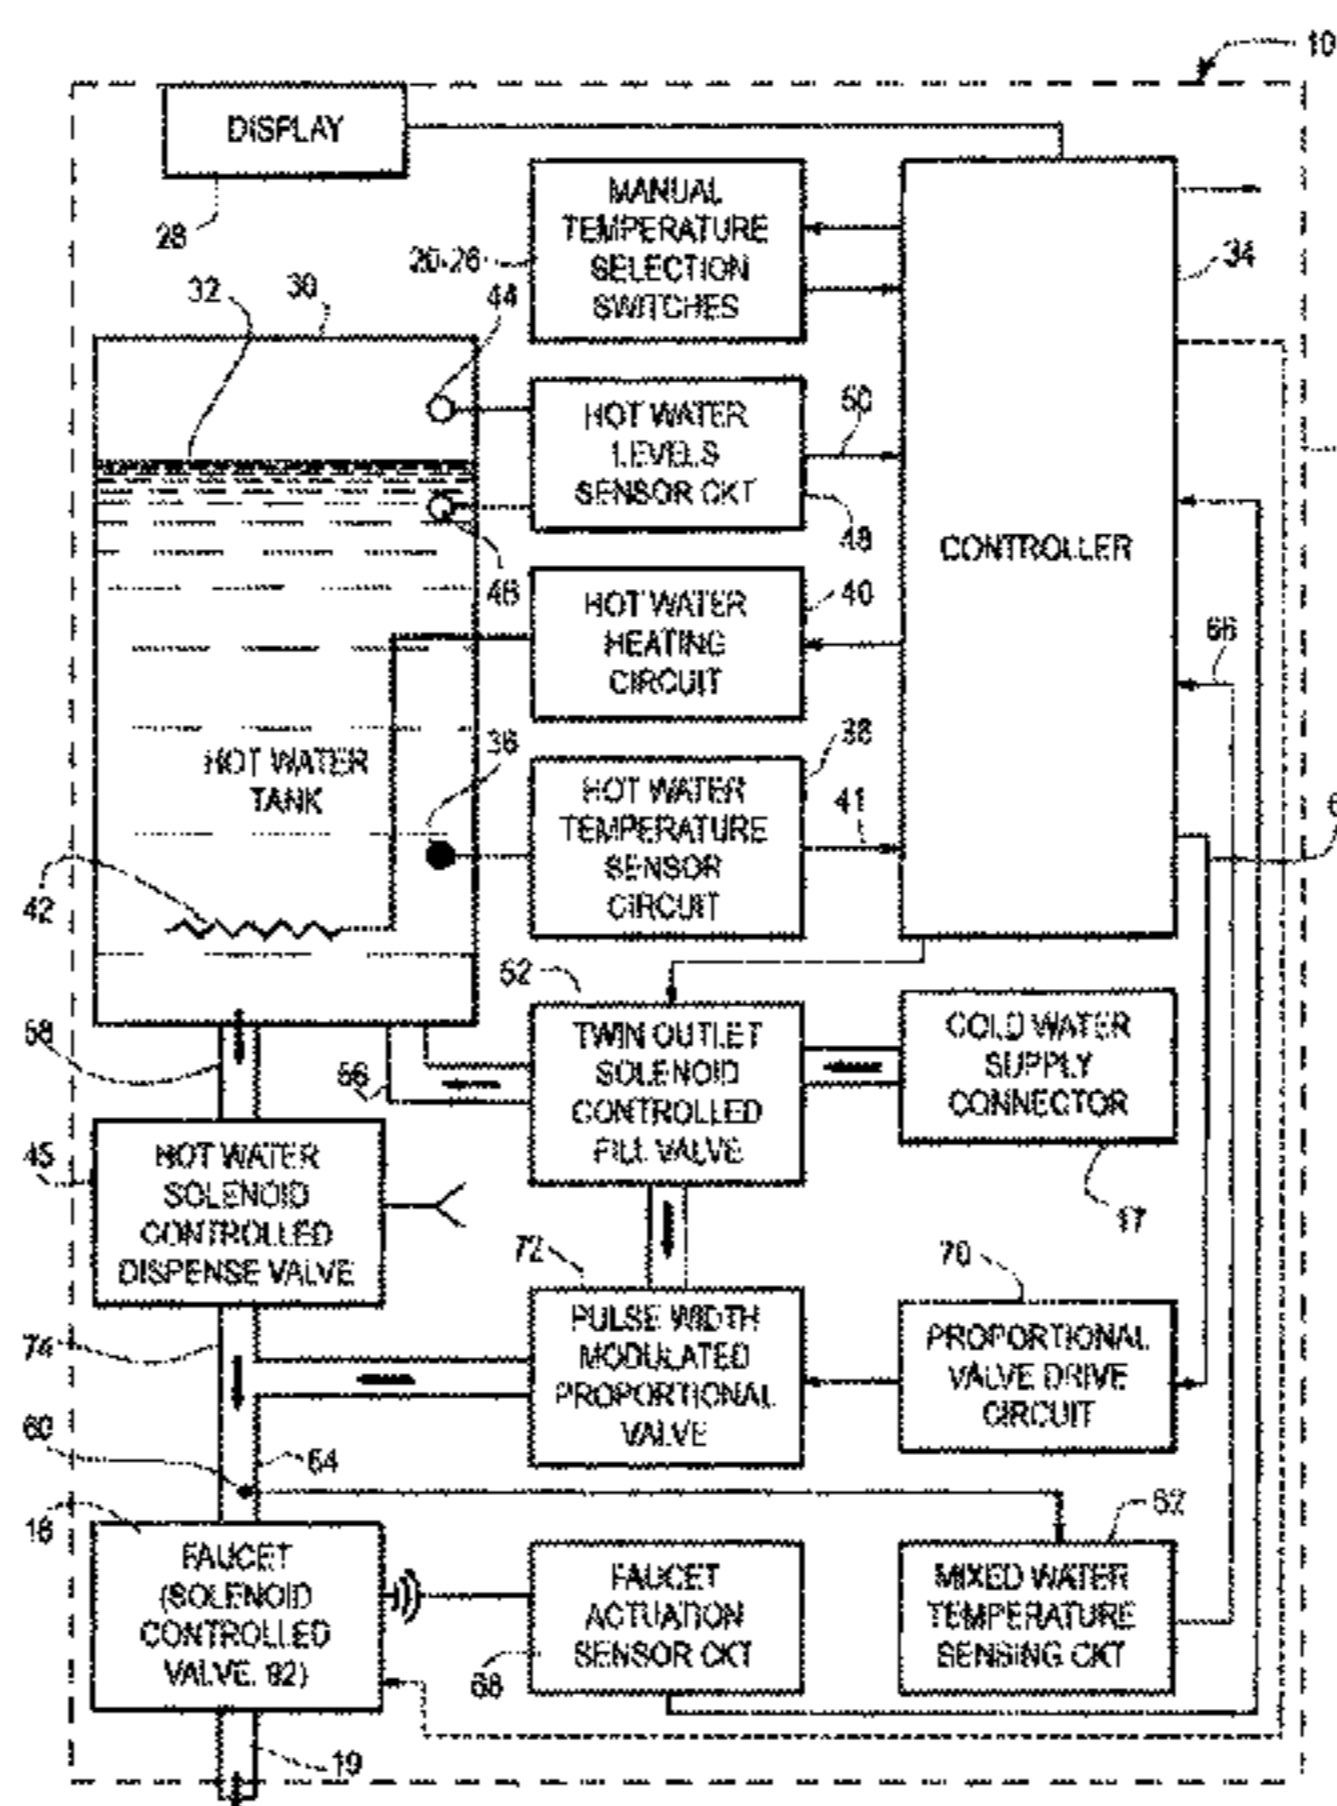 10
DISPLAY
28
MANUAL
TEMPERATURE
SELECTION
SWITCHES
20-26
34
32
30
44
HOT WATER
LEVELS
SENSOR CKT
50
48
46
CONTROLLER
HOT WATER
HEATING
CIRCUIT
40
66
HOT WATER
TANK
36
HOT WATER
TEMPERATURE
SENSOR
CIRCUIT
38
41
42
52
TWIN OUTLET
SOLENOID
CONTROLLED
FILL VALVE
COLD WATER
SUPPLY
CONNECTOR
17
58
56
45
HOT WATER
SOLENOID
CONTROLLED
DISPENSE VALVE
72
PULSE WIDTH
MODULATED
PROPORTIONAL
VALVE
70
PROPORTIONAL
VALVE DRIVE
CIRCUIT
74
60
54
18
FAUCET
(SOLENOID
CONTROLLED
VALVE, 92)
FAUCET
ACTUATION
SENSOR CKT
68
62
MIXED WATER
TEMPERATURE
SENSING CKT
19